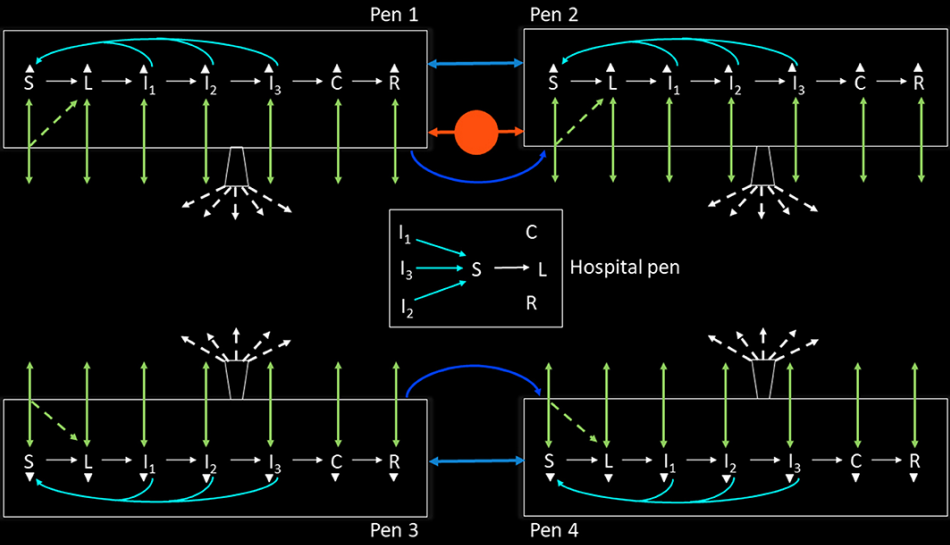 Pen 1 Pen 2
S L I₁ I₂ I₃ C R S L I₁ I₂ I₃ C R
I₁ C
I₃ S L Hospital pen
I₂ R
S L I₁ I₂ I₃ C R S L I₁ I₂ I₃ C R
Pen 3 Pen 4